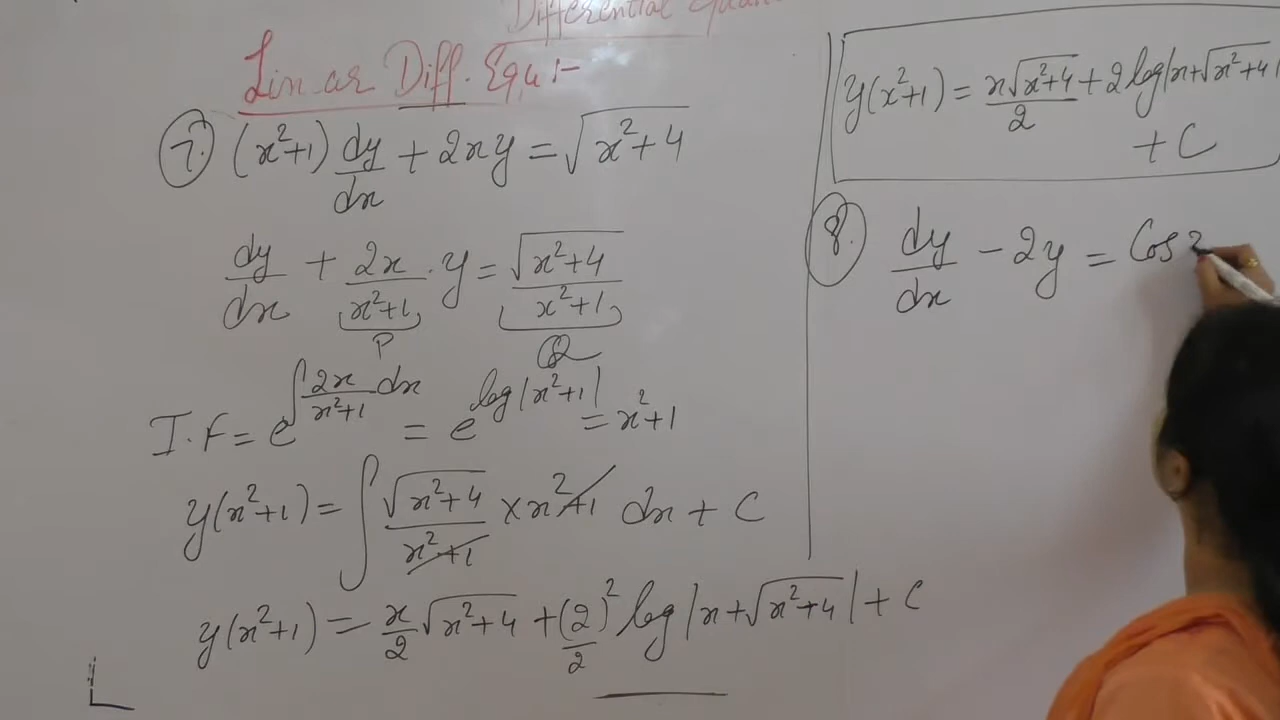 Differential Equa
Linear Diff. Equ:-
7. (x²+1) dy/dx + 2xy = √(x²+4)
dy/dx + 2x/(x²+1) . y = √(x²+4)/(x²+1)
P Q
I.F = e^∫ 2x/(x²+1) dx = e^log|x²+1| = x²+1
y(x²+1) = ∫ √(x²+4)/(x²+1) × x²+1 dx + C
y(x²+1) = x/2 √(x²+4) + (2)²/2 log|x+√(x²+4)| + C
y(x²+1) = x√(x²+4)/2 + 2log|x+√(x²+4)|
+ C
8. dy/dx - 2y = Cos 3